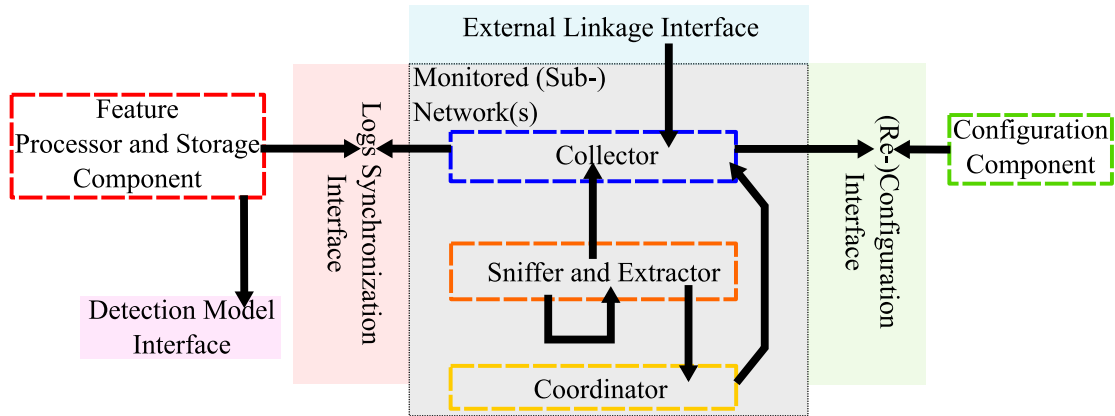 External Linkage Interface
Monitored (Sub-)
Network(s)
Feature
Processor and Storage
Component
Logs Synchronization
Interface
Collector
(Re-)Configuration
Interface
Configuration
Component
Sniffer and Extractor
Detection Model
Interface
Coordinator